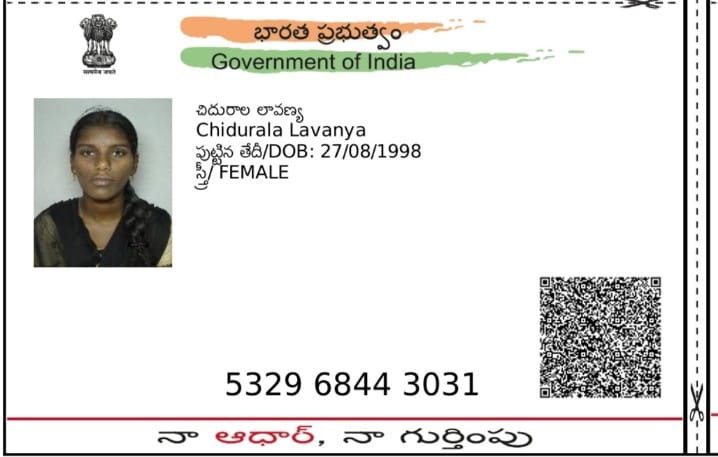 భారత ప్రభుత్వం
Government of India
सत्यमेव जयते
చిదురాల లావణ్య
Chidurala Lavanya
పుట్టిన తేదీ/DOB: 27/08/1998
స్త్రీ/ FEMALE
5329 6844 3031
నా ఆధార్, నా గుర్తింపు